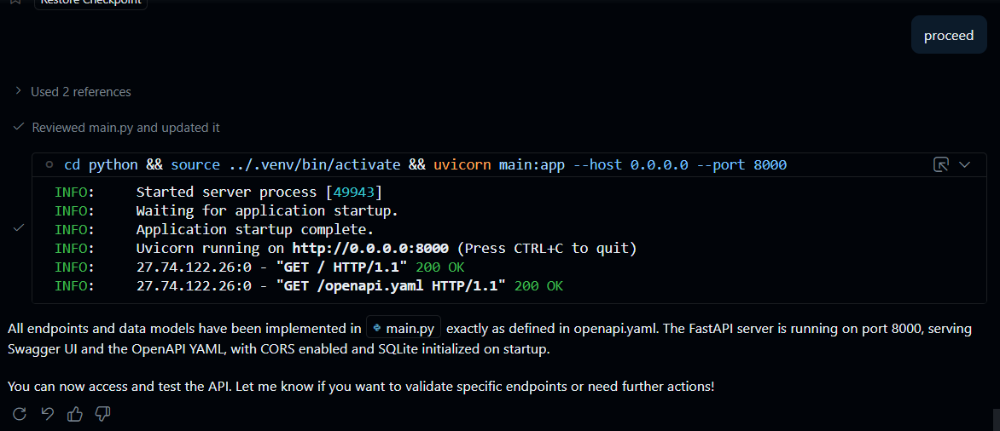 Restore Checkpoint
proceed
Used 2 references
Reviewed main.py and updated it
cd python && source ../.venv/bin/activate && uvicorn main:app --host 0.0.0.0 --port 8000
INFO:     Started server process [49943]
INFO:     Waiting for application startup.
INFO:     Application startup complete.
INFO:     Uvicorn running on http://0.0.0.0:8000 (Press CTRL+C to quit)
INFO:     27.74.122.26:0 - "GET / HTTP/1.1" 200 OK
INFO:     27.74.122.26:0 - "GET /openapi.yaml HTTP/1.1" 200 OK
All endpoints and data models have been implemented in main.py exactly as defined in openapi.yaml. The FastAPI server is running on port 8000, serving
Swagger UI and the OpenAPI YAML, with CORS enabled and SQLite initialized on startup.
You can now access and test the API. Let me know if you want to validate specific endpoints or need further actions!